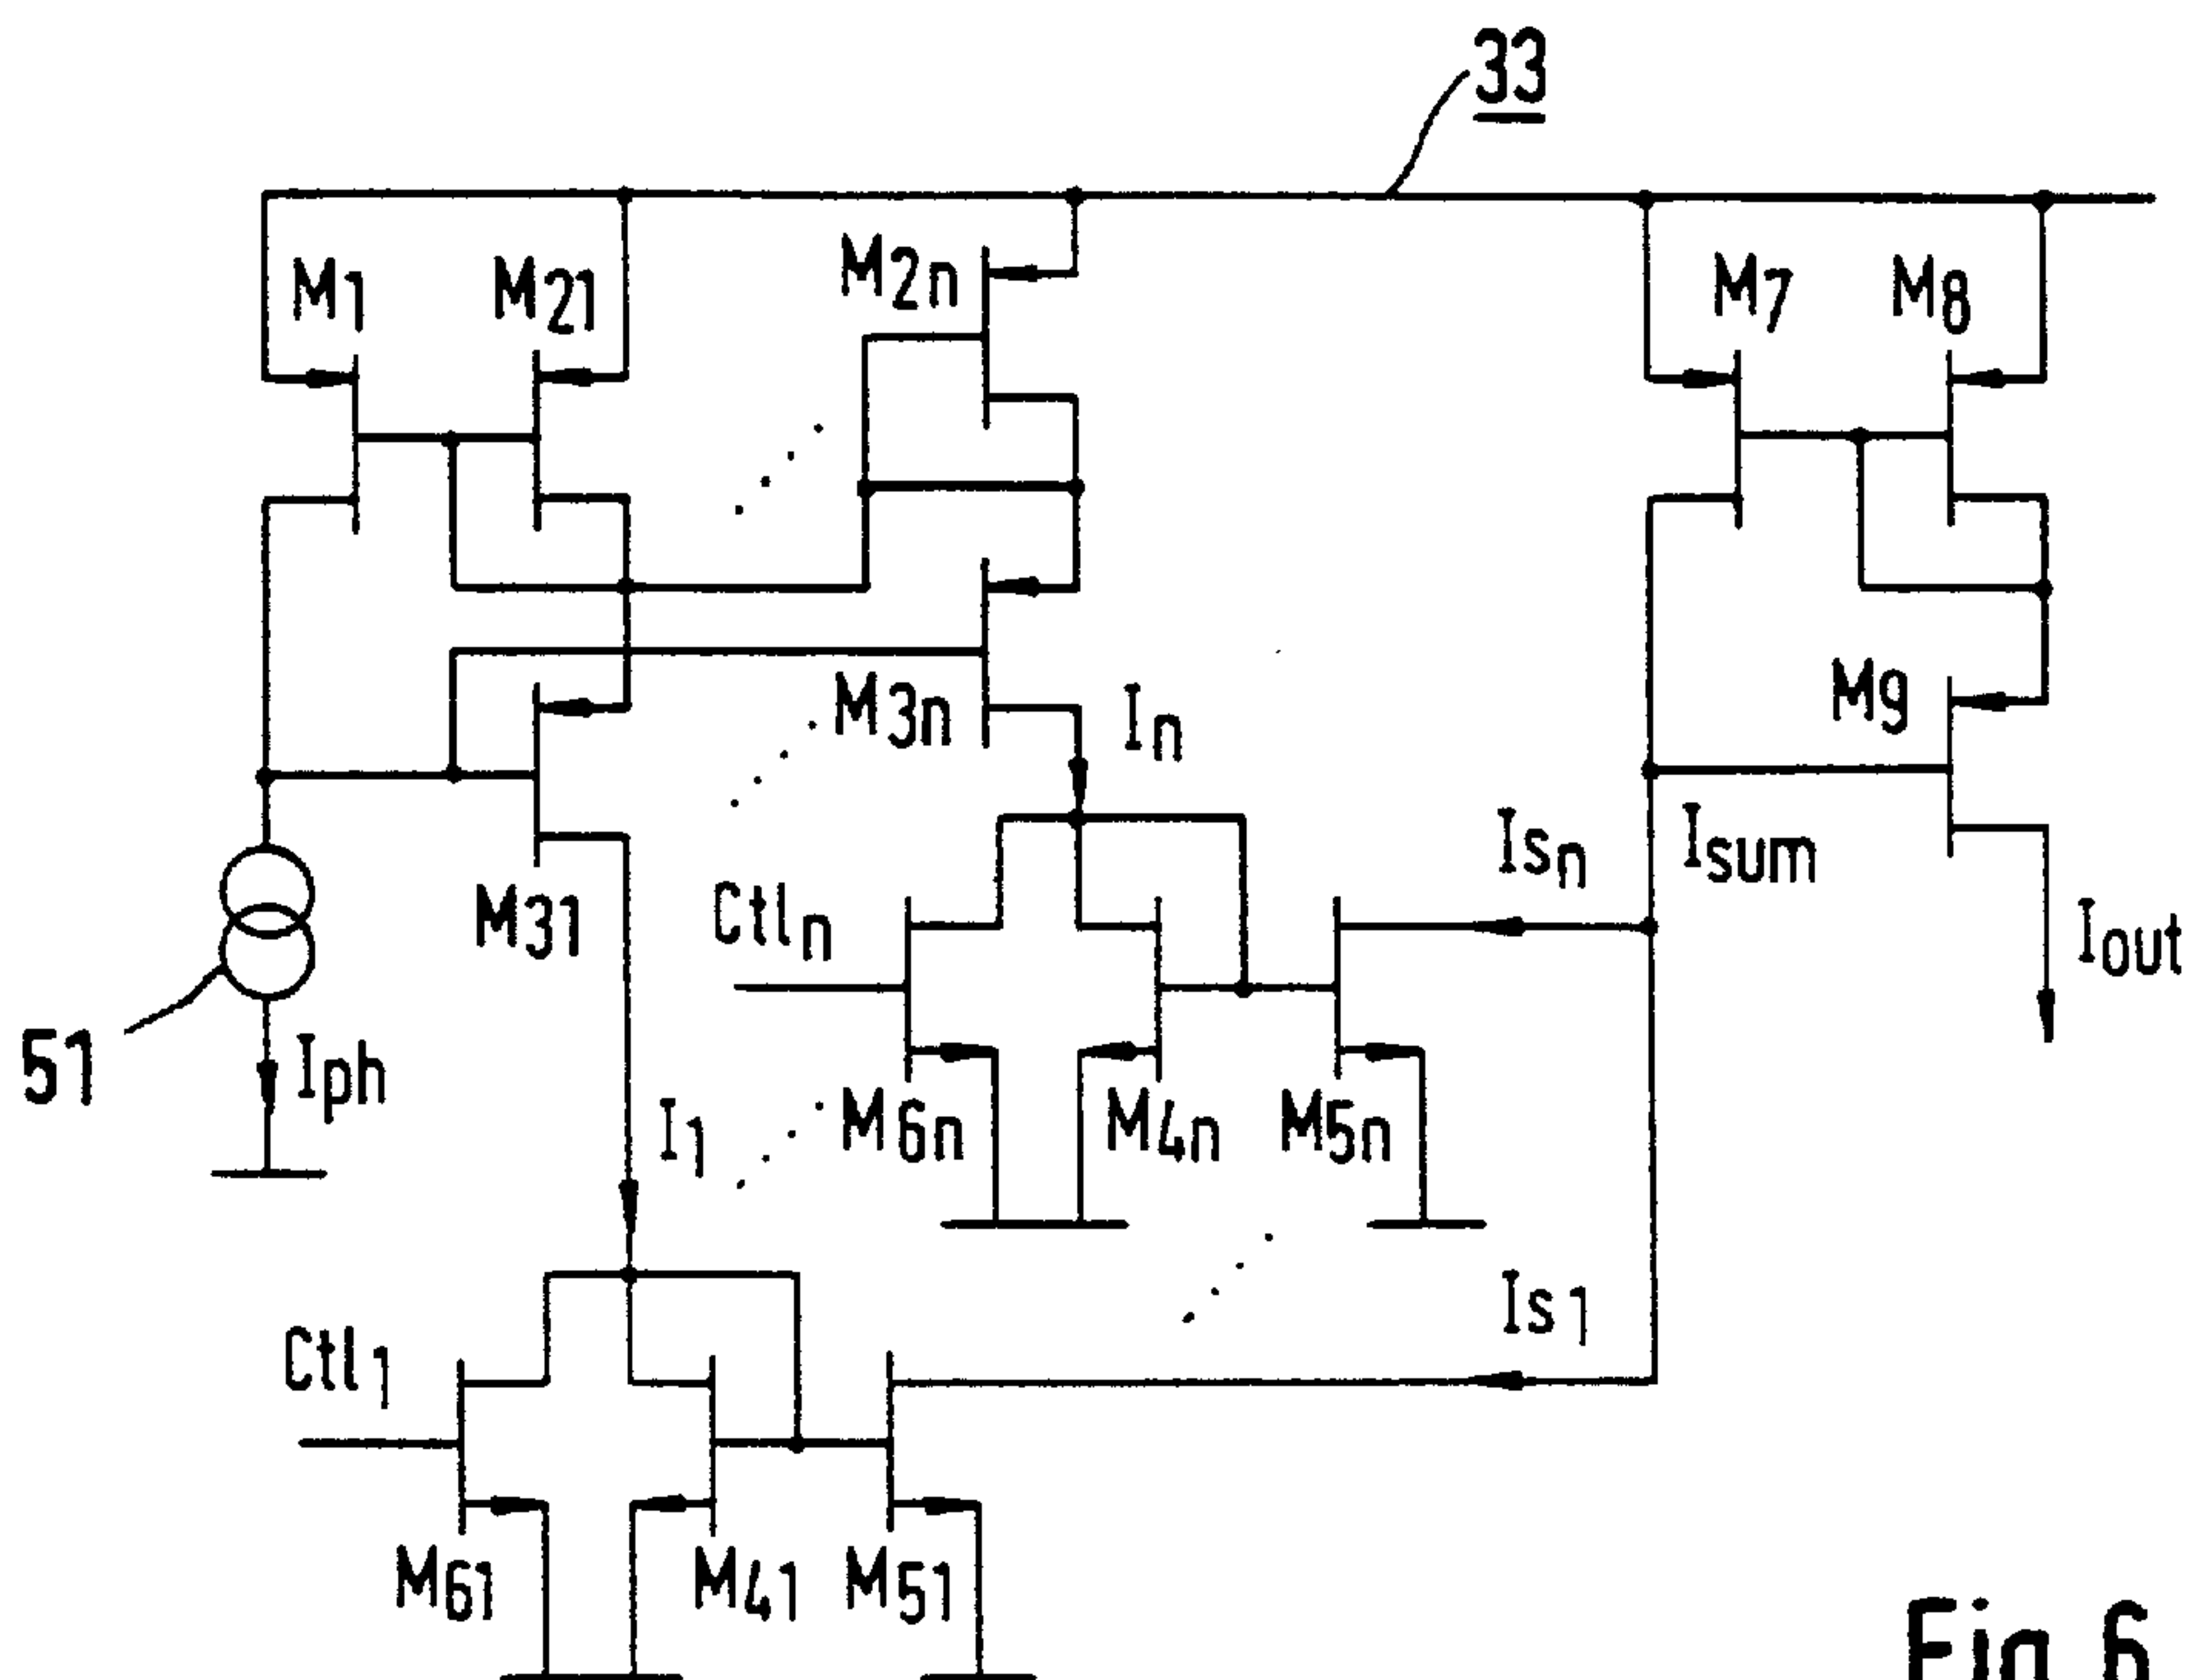 33
M1
M21
M2n
M7
M8
M3n
In
M9
Isn
Isum
M31
Ctln
Iout
51
Iph
I1
M6n
M4n
M5n
Is1
Ctl1
M61
M41
M51
Fig 6